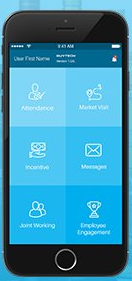 9:41 AM
User First Name
Attendance
Market Visit
Incentive
Messages
Joint Working
Employee
Engagement